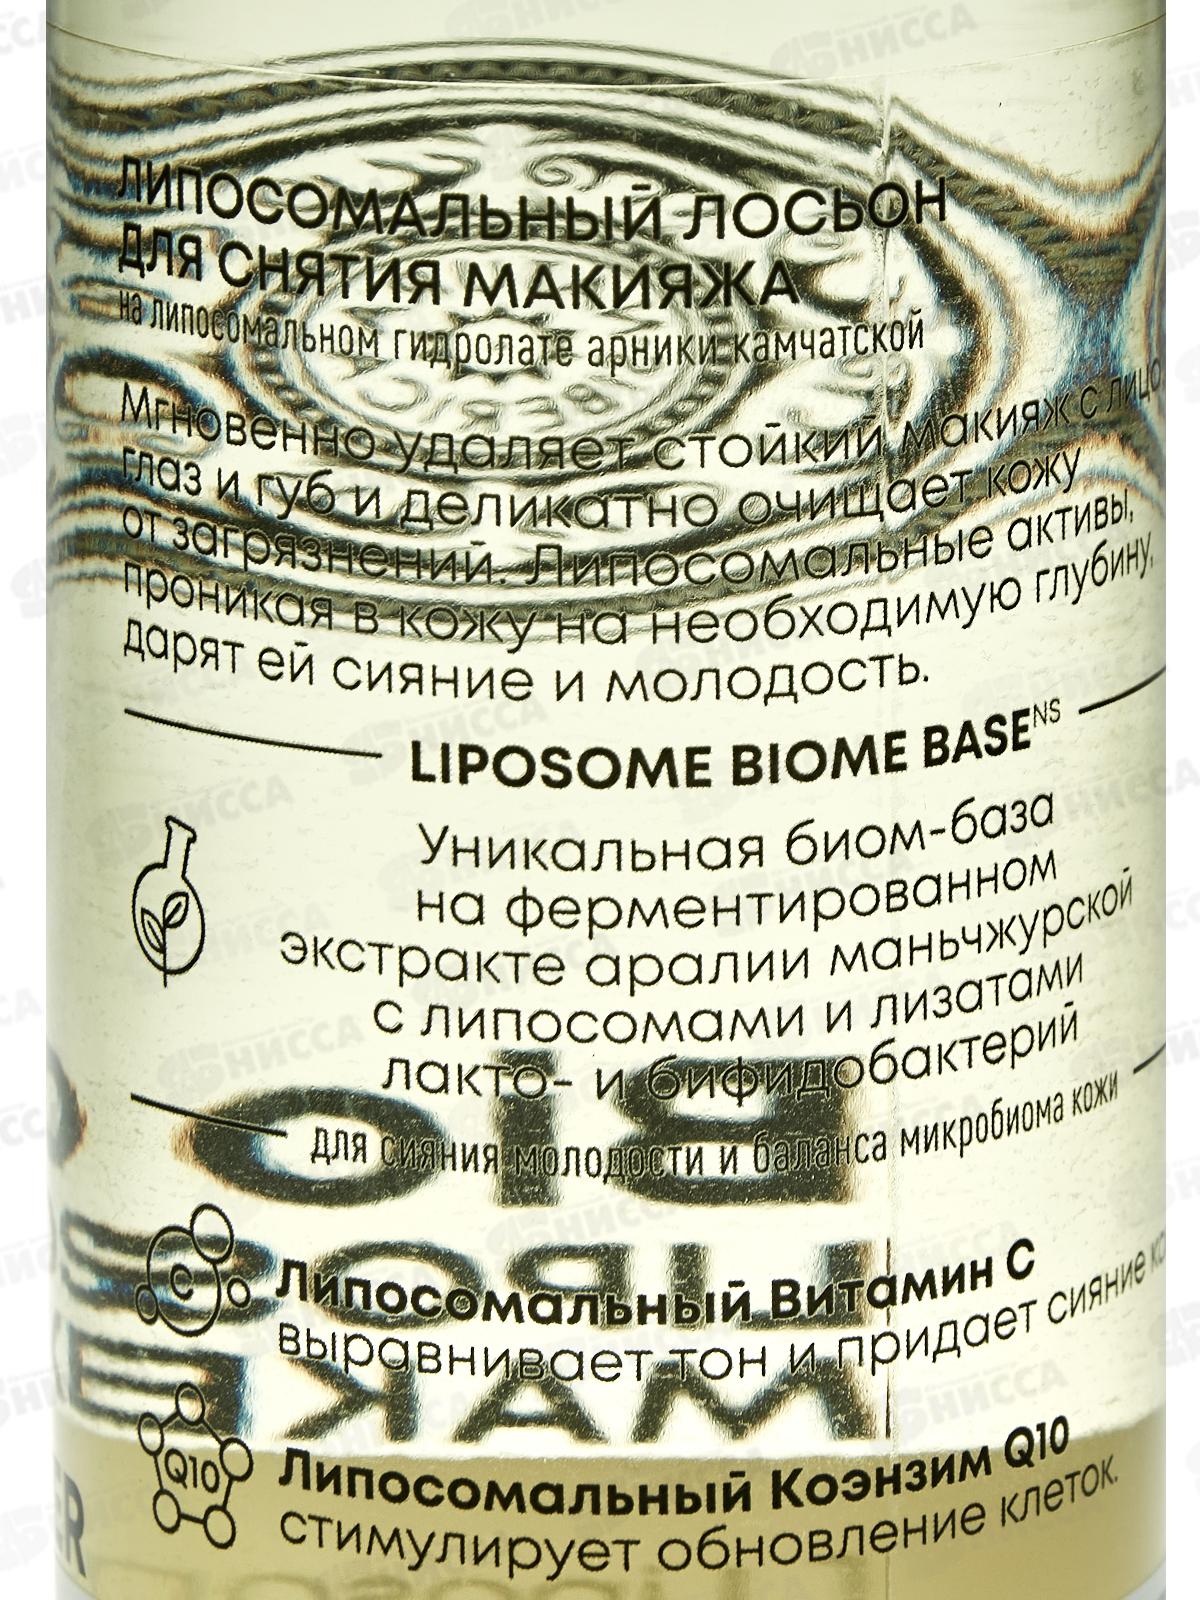 ЛИПОСОМАЛЬНЫЙ ЛОСЬОН
ДЛЯ СНЯТИЯ МАКИЯЖА
на липосомальном гидролате арники камчатской
Мгновенно удаляет стойкий макияж с лица
глаз и губ и деликатно очищает кожу
от загрязнений. Липосомальные активы,
проникая в кожу на необходимую глубину,
дарят ей сияние и молодость.
LIPOSOME BIOME BASE NS
Уникальная биом-база
на ферментированном
экстракте аралии маньчжурской
с липосомами и лизатами
лакто- и бифидобактерий
для сияния молодости и баланса микробиома кожи
C
Липосомальный Витамин С
выравнивает тон и придает сияние
Q10
Липосомальный Коэнзим Q10
стимулирует обновление клеток.